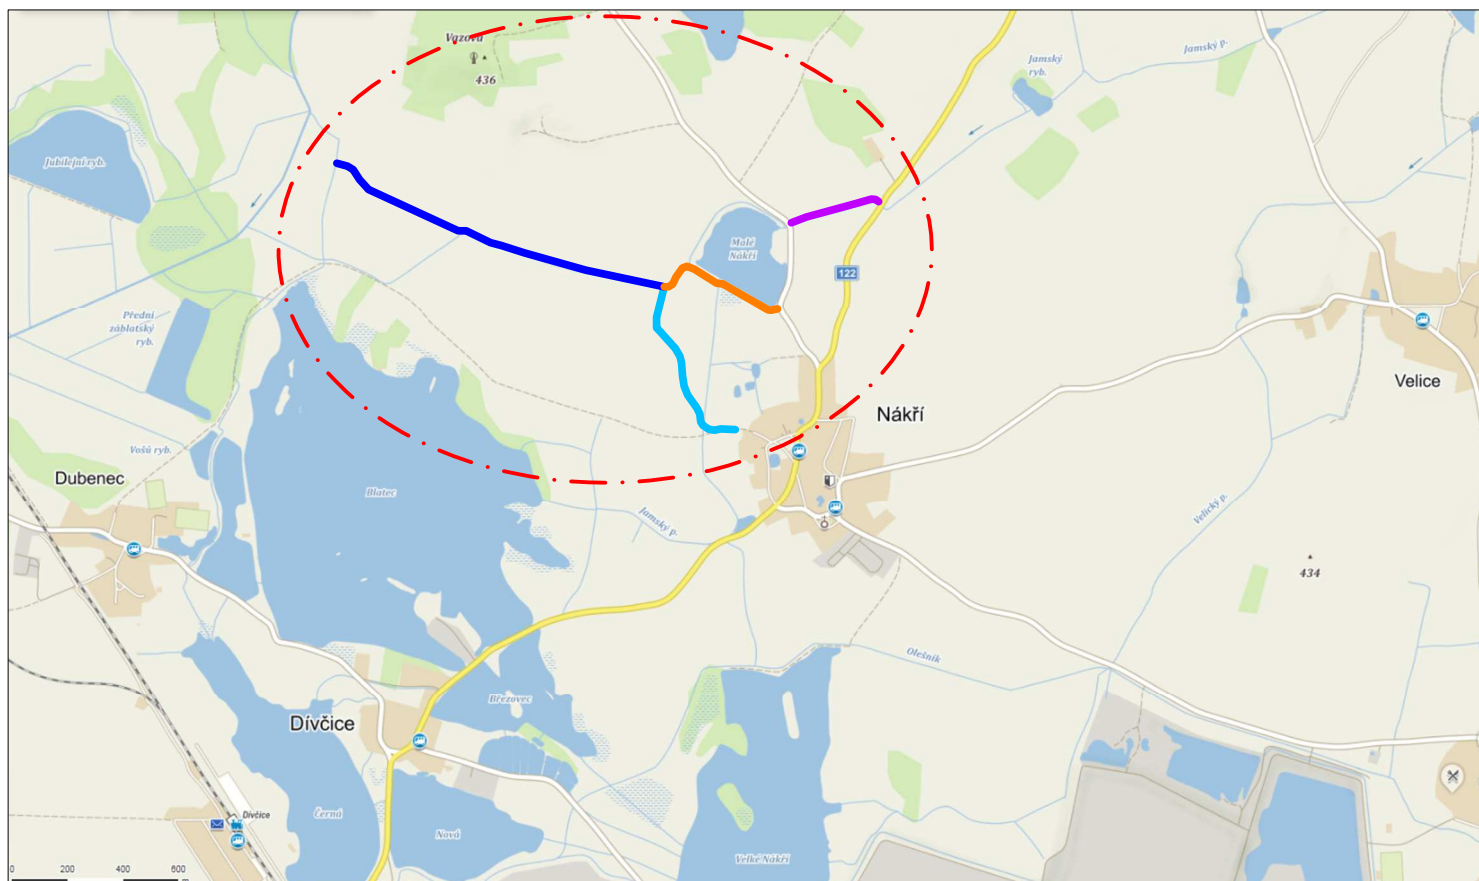 Vazová
436
Jamský p.
Jamský
ryb.
Jubilejní ryb.
Malé
Nákří
122
Přední
záblatský
ryb.
Velice
Nákří
Vošů ryb.
Dubenec
Blatec
Jamský p.
Velický p.
434
Olešník
Březovec
Dívčice
Černá
Dívčice
Nová
Velké Nákří
0 200 400 600
m